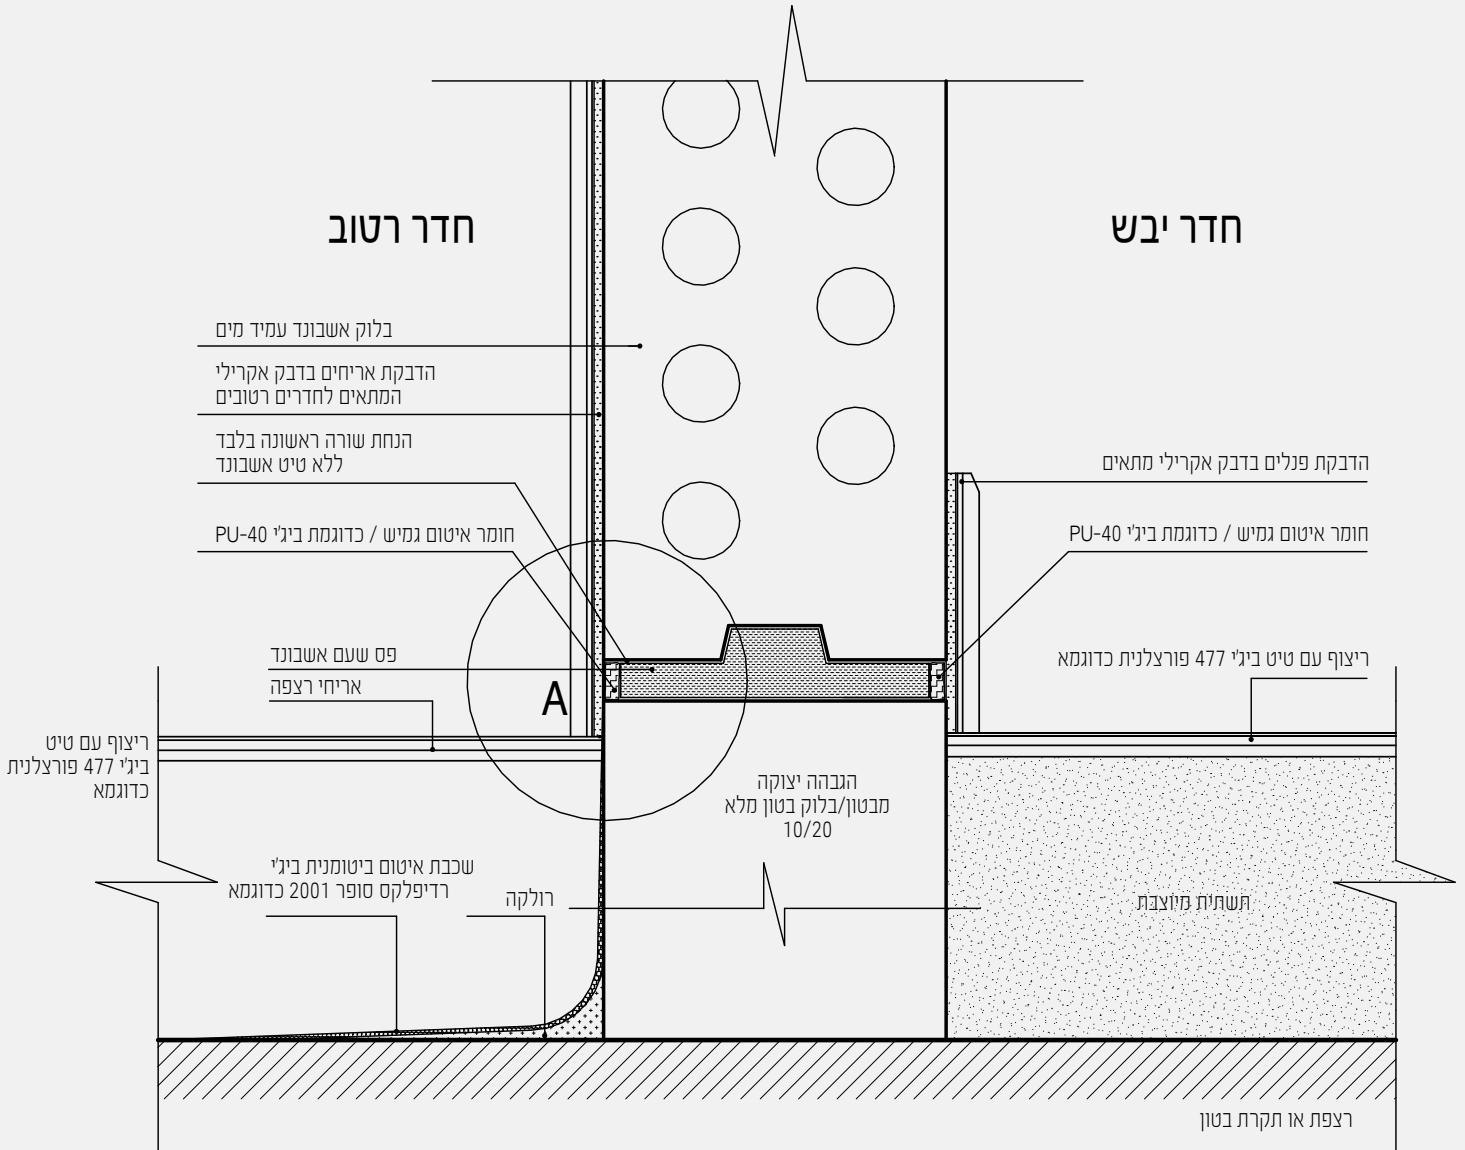 חדר רטוב
חדר יבש
בלוק אשבונד עמיד מים
הדבקת אריחים בדבק אקרילי
המתאים לחדרים רטובים
הנחת שורה ראשונה בלבד
ללא טיט אשבונד
חומר איטום גמיש / כדוגמת ביג'י PU-40
פס שעם אשבונד
אריחי רצפה
A
ריצוף עם טיט
ביג'י 477 פורצלנית
כדוגמא
שכבת איטום ביטומנית ביג'י
רדיפלקס סופר 2001 כדוגמא
רולקה
הגבהה יצוקה
מבטון/בלוק בטון מלא
10/20
הדבקת פנלים בדבק אקרילי מתאים
חומר איטום גמיש / כדוגמת ביג'י PU-40
ריצוף עם טיט ביג'י 477 פורצלנית כדוגמא
תשתית מיוצבת
רצפת או תקרת בטון